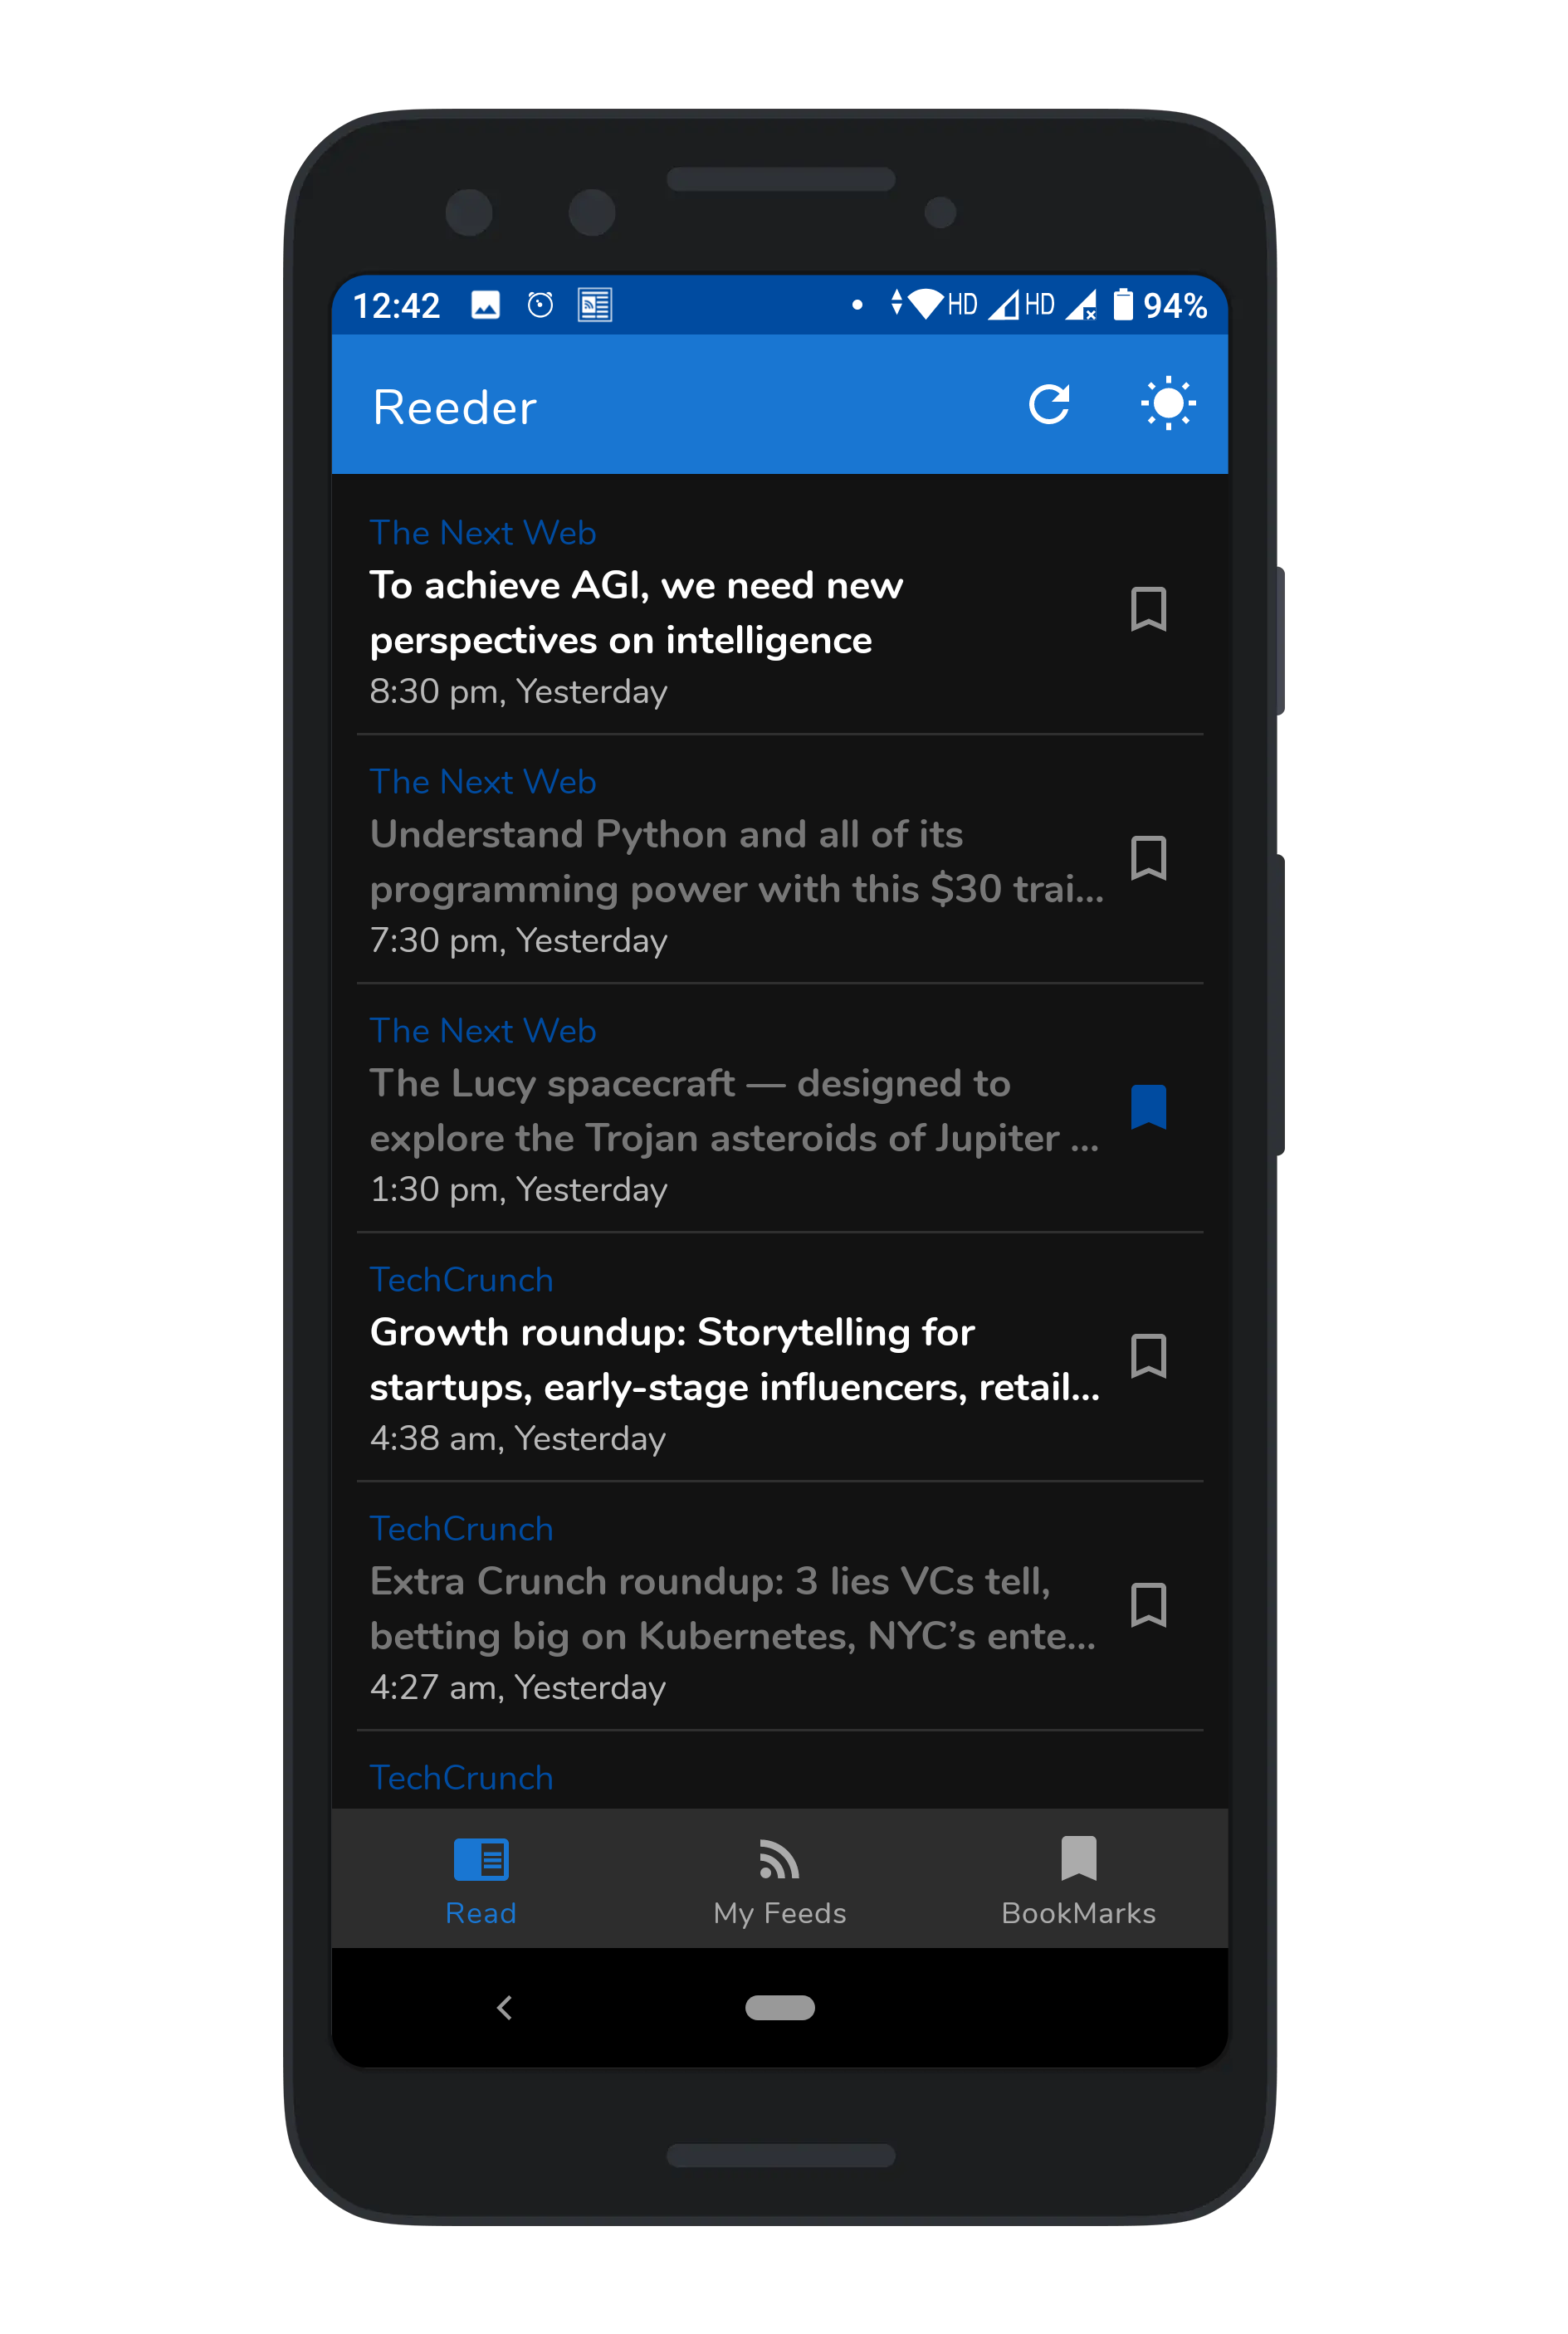 12:42 HD HD 94%
Reeder
The Next Web
To achieve AGI, we need new
perspectives on intelligence
8:30 pm, Yesterday
The Next Web
Understand Python and all of its
programming power with this $30 trai...
7:30 pm, Yesterday
The Next Web
The Lucy spacecraft — designed to
explore the Trojan asteroids of Jupiter ...
1:30 pm, Yesterday
TechCrunch
Growth roundup: Storytelling for
startups, early-stage influencers, retail...
4:38 am, Yesterday
TechCrunch
Extra Crunch roundup: 3 lies VCs tell,
betting big on Kubernetes, NYC’s ente...
4:27 am, Yesterday
TechCrunch
Read My Feeds BookMarks